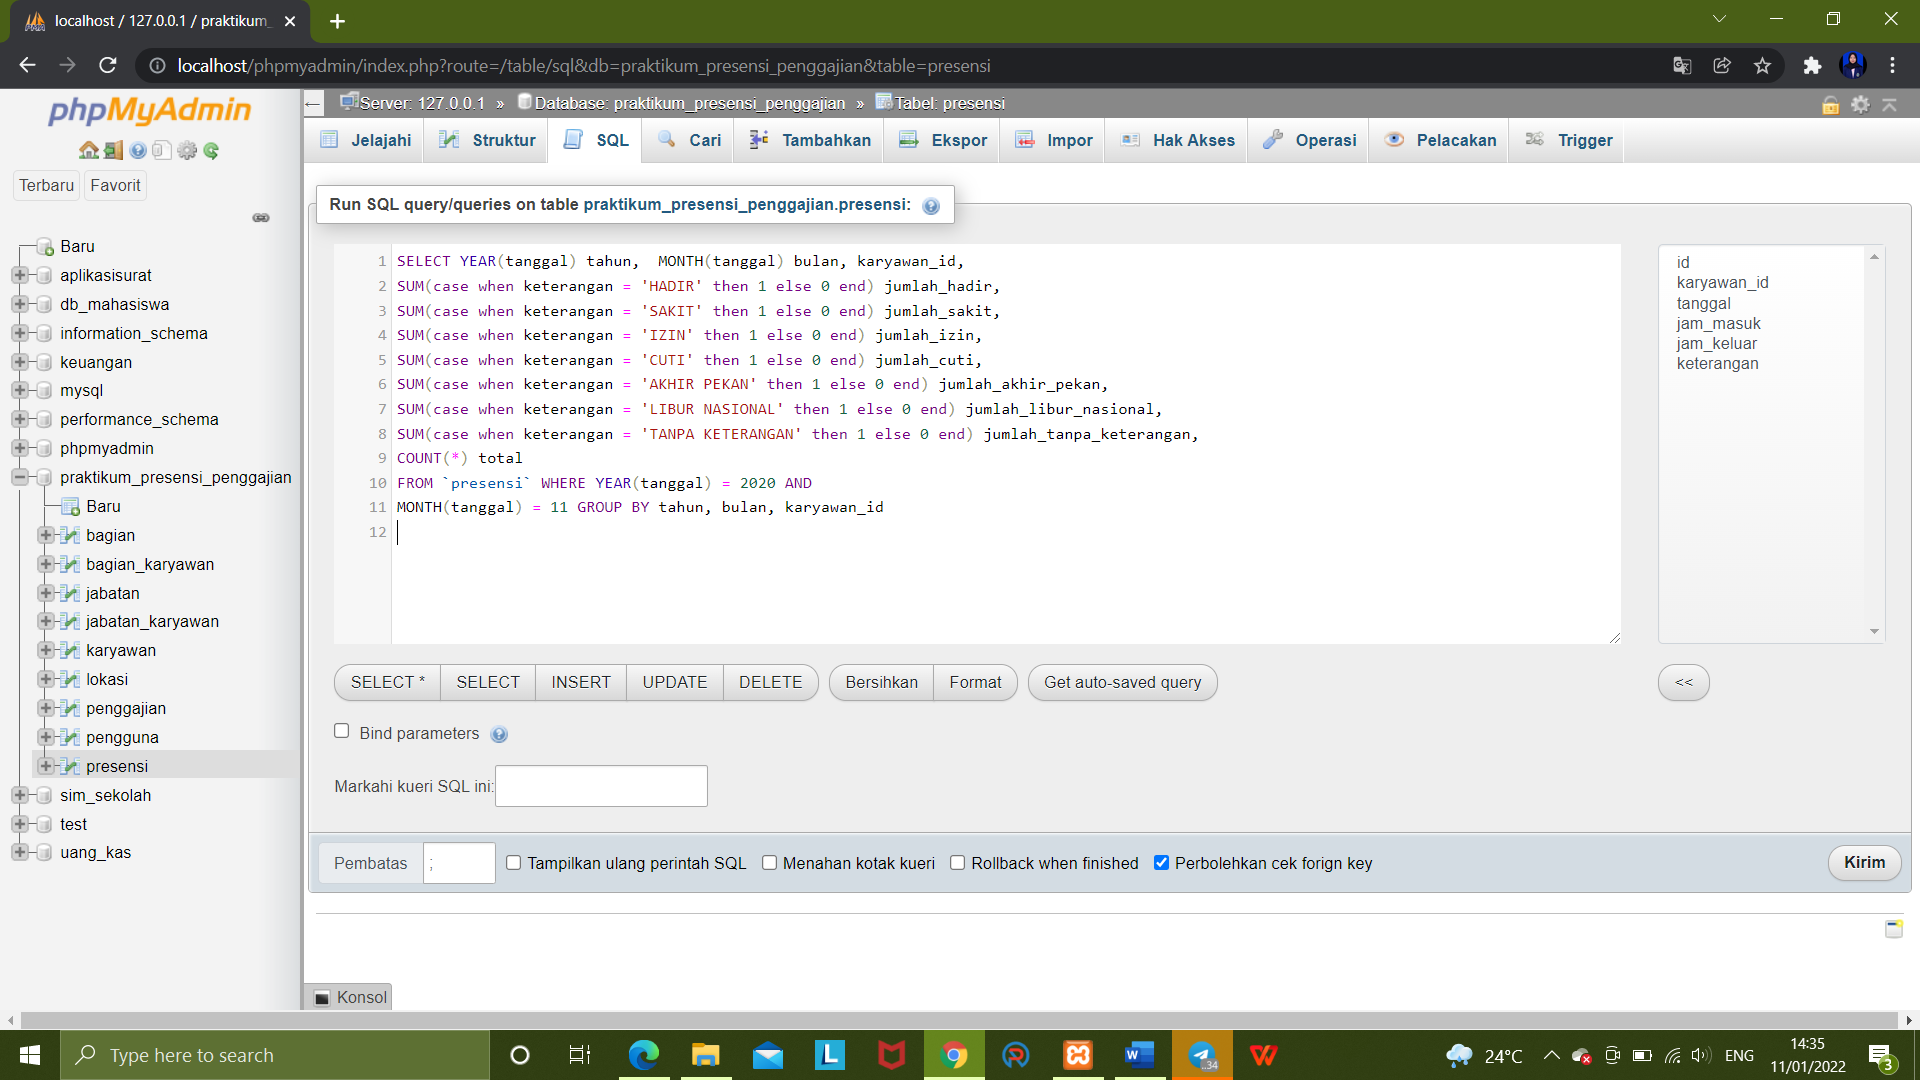 localhost / 127.0.0.1 / praktikum_
localhost/phpmyadmin/index.php?route=/table/sql&db=praktikum_presensi_penggajian&table=presensi
phpMyAdmin
Terbaru Favorit
Baru
aplikasisurat
db_mahasiswa
information_schema
keuangan
mysql
performance_schema
phpmyadmin
praktikum_presensi_penggajian
Baru
bagian
bagian_karyawan
jabatan
jabatan_karyawan
karyawan
lokasi
penggajian
pengguna
presensi
sim_sekolah
test
uang_kas
Server: 127.0.0.1 » Database: praktikum_presensi_penggajian » Tabel: presensi
Jelajahi Struktur SQL Cari Tambahkan Ekspor Impor Hak Akses Operasi Pelacakan Trigger
Run SQL query/queries on table praktikum_presensi_penggajian.presensi:
1 SELECT YEAR(tanggal) tahun,  MONTH(tanggal) bulan, karyawan_id,
2 SUM(case when keterangan = 'HADIR' then 1 else 0 end) jumlah_hadir,
3 SUM(case when keterangan = 'SAKIT' then 1 else 0 end) jumlah_sakit,
4 SUM(case when keterangan = 'IZIN' then 1 else 0 end) jumlah_izin,
5 SUM(case when keterangan = 'CUTI' then 1 else 0 end) jumlah_cuti,
6 SUM(case when keterangan = 'AKHIR PEKAN' then 1 else 0 end) jumlah_akhir_pekan,
7 SUM(case when keterangan = 'LIBUR NASIONAL' then 1 else 0 end) jumlah_libur_nasional,
8 SUM(case when keterangan = 'TANPA KETERANGAN' then 1 else 0 end) jumlah_tanpa_keterangan,
9 COUNT(*) total
10 FROM `presensi` WHERE YEAR(tanggal) = 2020 AND
11 MONTH(tanggal) = 11 GROUP BY tahun, bulan, karyawan_id
12
id
karyawan_id
tanggal
jam_masuk
jam_keluar
keterangan
SELECT * SELECT INSERT UPDATE DELETE Bersihkan Format Get auto-saved query <<
Bind parameters
Markahi kueri SQL ini:
Pembatas ; Tampilkan ulang perintah SQL Menahan kotak kueri Rollback when finished Perbolehkan cek forign key Kirim
Konsol
Type here to search
..34
24°C
ENG
14:35
11/01/2022
3